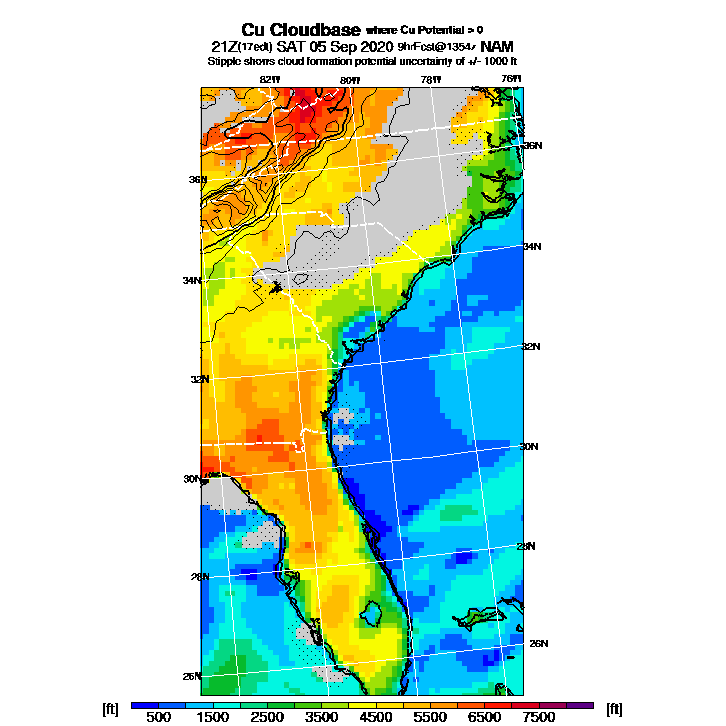 Cu Cloudbase where Cu Potential > 0
21Z(17edt) SAT 05 Sep 2020 9hrFcst@1354z NAM
Stipple shows cloud formation potential uncertainty of +/- 1000 ft
82W 80W 78W 76W
36N 36N
34N 34N
32N 32N
30N 30N
28N 28N
26N 26N
[ft] 500 1500 2500 3500 4500 5500 6500 7500 [ft]